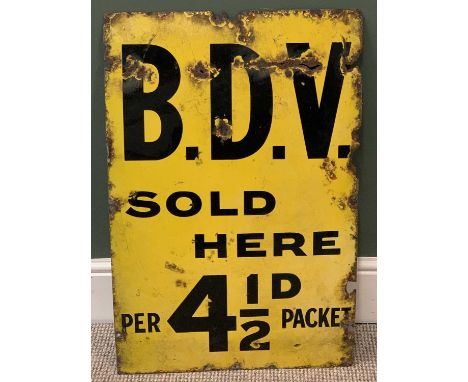 B.D.V.
SOLD
HERE
PER 4½D PACKET